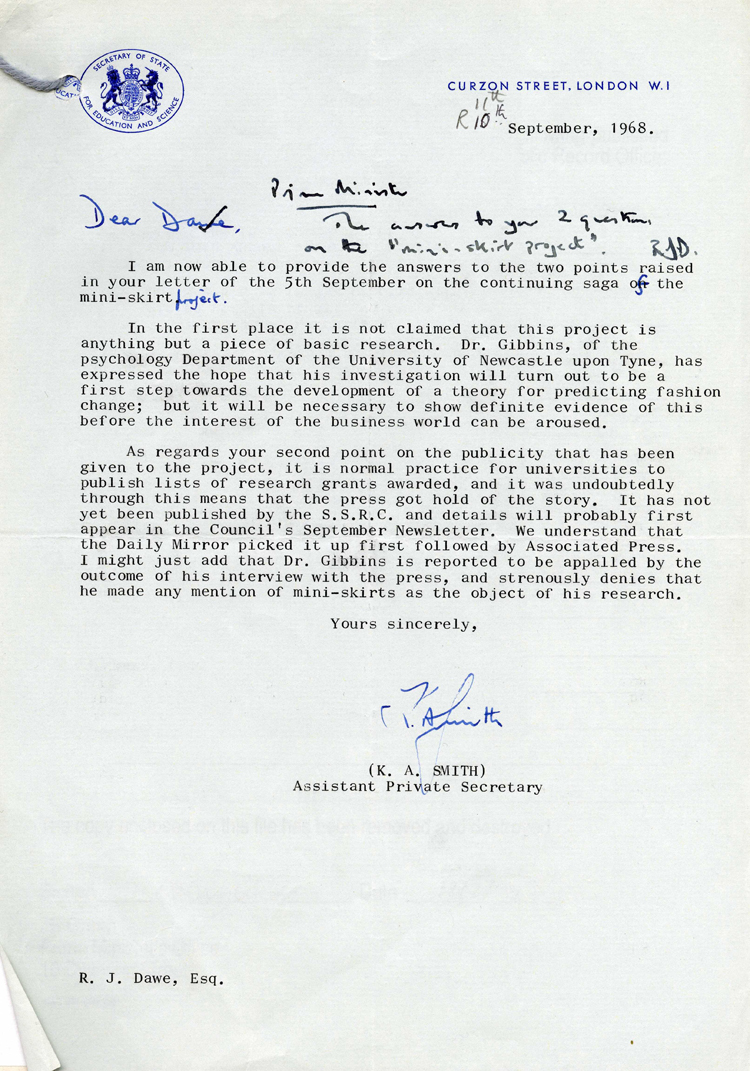 SECRETARY OF STATE
FOR EDUCATION AND SCIENCE
CURZON STREET, LONDON W.1
11th
R 10th September, 1968.
Prime Minister
Dear Dawe,
The answers to your 2 questions
on the "mini-skirt project". RJD.
I am now able to provide the answers to the two points raised
in your letter of the 5th September on the continuing saga of the
mini-skirt project.
In the first place it is not claimed that this project is
anything but a piece of basic research. Dr. Gibbins, of the
psychology Department of the University of Newcastle upon Tyne, has
expressed the hope that his investigation will turn out to be a
first step towards the development of a theory for predicting fashion
change; but it will be necessary to show definite evidence of this
before the interest of the business world can be aroused.
As regards your second point on the publicity that has been
given to the project, it is normal practice for universities to
publish lists of research grants awarded, and it was undoubtedly
through this means that the press got hold of the story. It has not
yet been published by the S.S.R.C. and details will probably first
appear in the Council's September Newsletter. We understand that
the Daily Mirror picked it up first followed by Associated Press.
I might just add that Dr. Gibbins is reported to be appalled by the
outcome of his interview with the press, and strenously denies that
he made any mention of mini-skirts as the object of his research.
Yours sincerely,
K. A. Smith
(K. A. SMITH)
Assistant Private Secretary
R. J. Dawe, Esq.